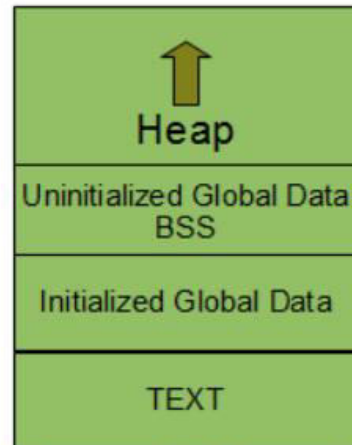 Heap
Uninitialized Global Data
BSS
Initialized Global Data
TEXT